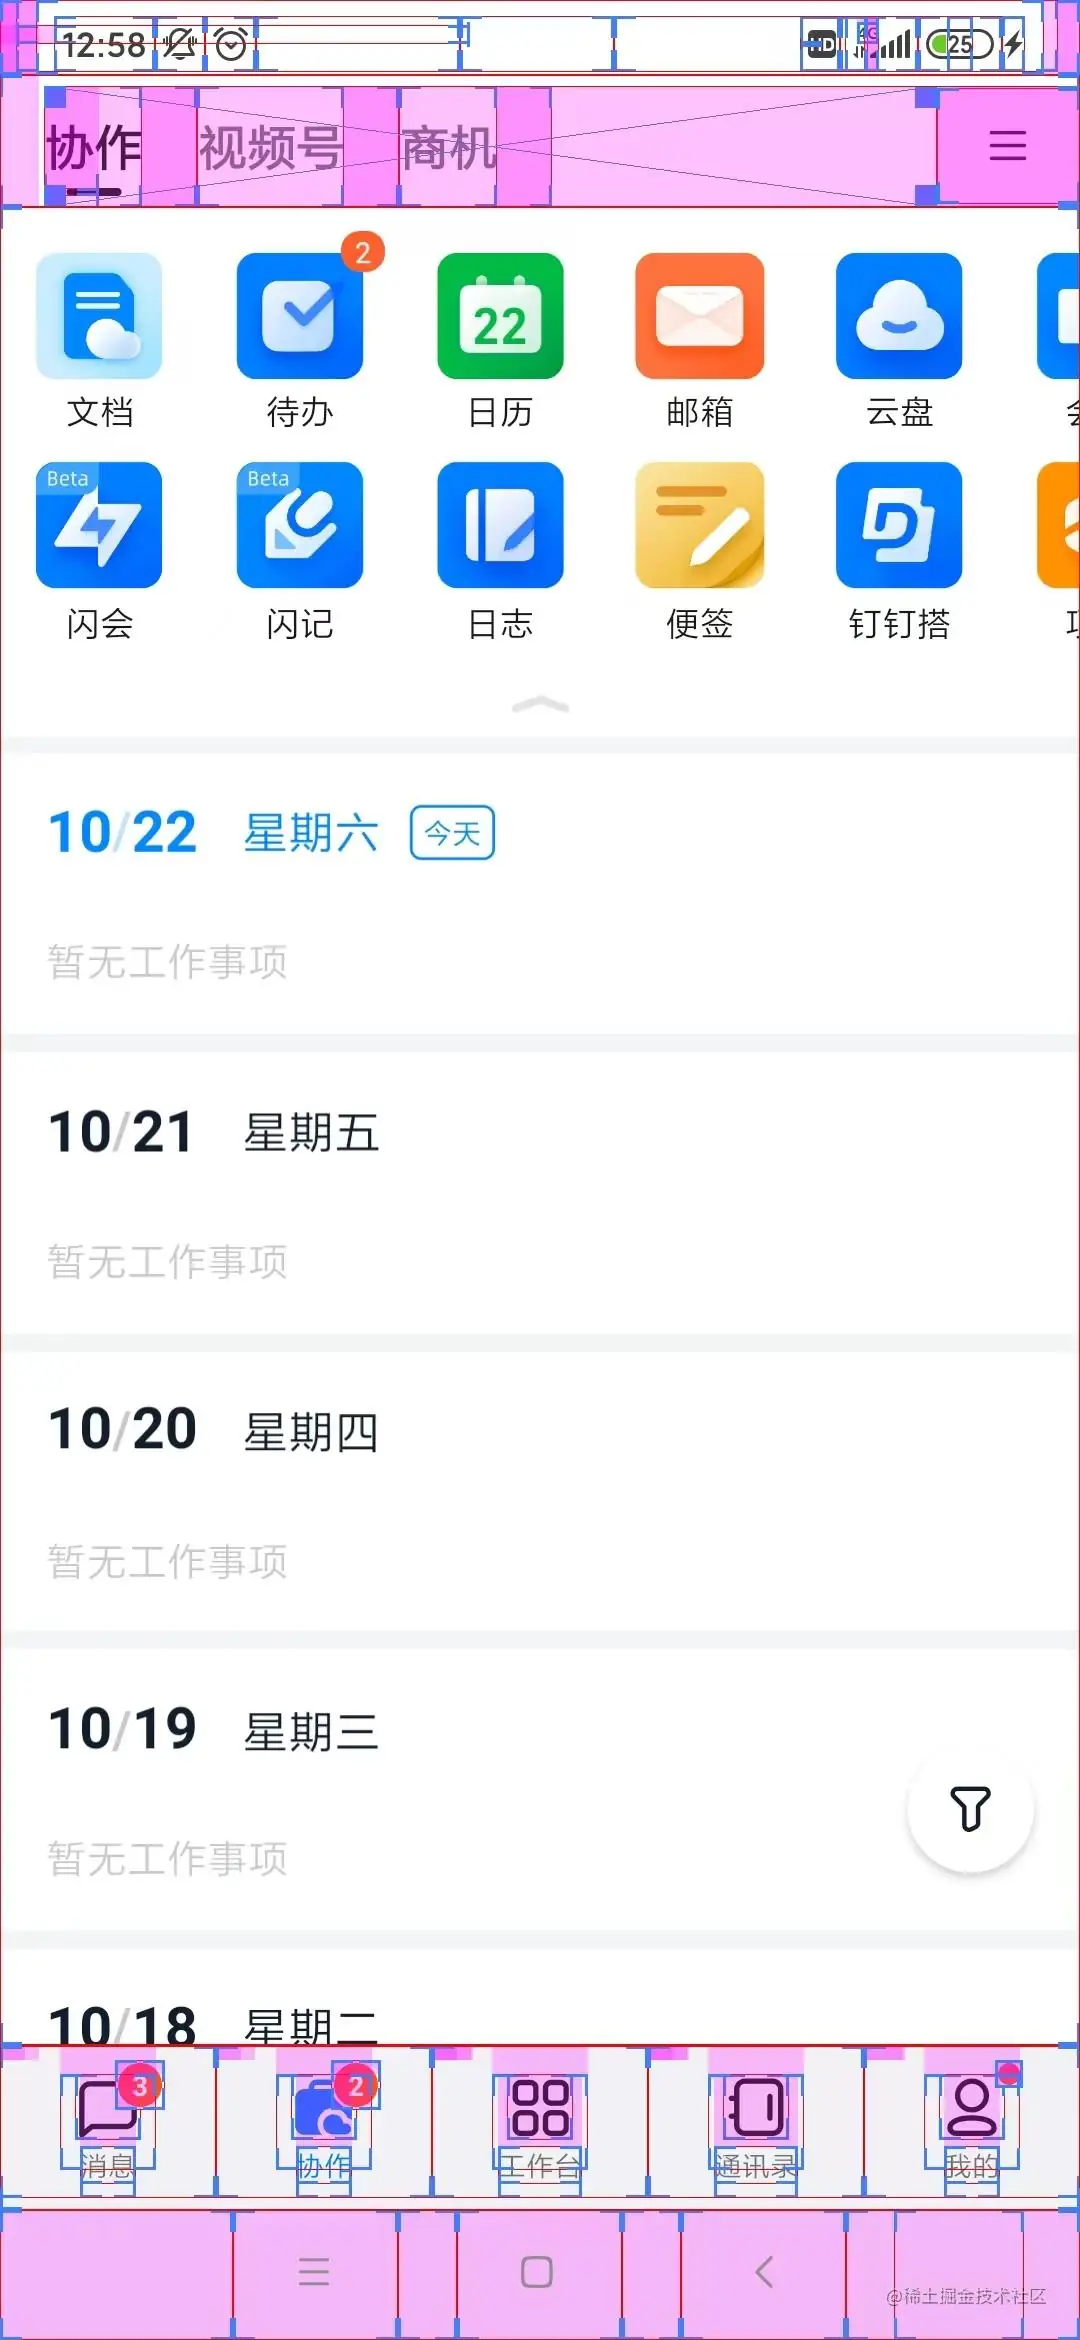 12:58 HD 4G 25
协作 视频号 商机
2
22
文档 待办 日历 邮箱 云盘
Beta Beta
闪会 闪记 日志 便签 钉钉搭
10/22 星期六 今天
暂无工作事项
10/21 星期五
暂无工作事项
10/20 星期四
暂无工作事项
10/19 星期三
暂无工作事项
10/18 星期二
3 2
消息 协作 工作台 通讯录 我的
@稀土掘金技术社区